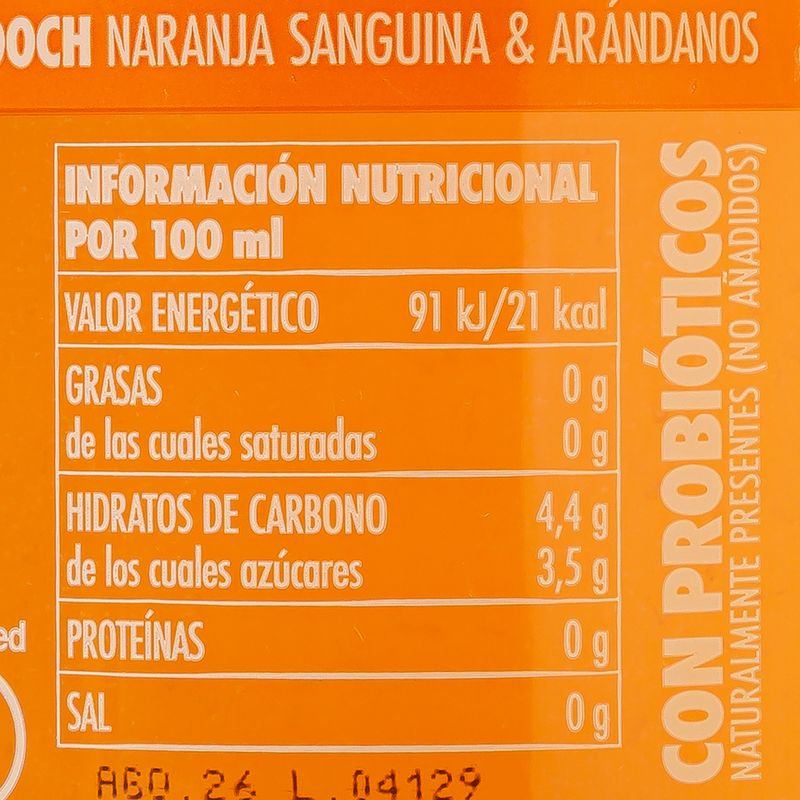 OOCH NARANJA SANGUINA & ARÁNDANOS
INFORMACIÓN NUTRICIONAL
POR 100 ml
VALOR ENERGÉTICO 91 kJ/21 kcal
GRASAS 0 g
de las cuales saturadas 0 g
HIDRATOS DE CARBONO 4,4 g
de los cuales azúcares 3,5 g
PROTEÍNAS 0 g
SAL 0 g
CON PROBIÓTICOS
NATURALMENTE PRESENTES (NO AÑADIDOS)
ed
AGO.26 L.04129